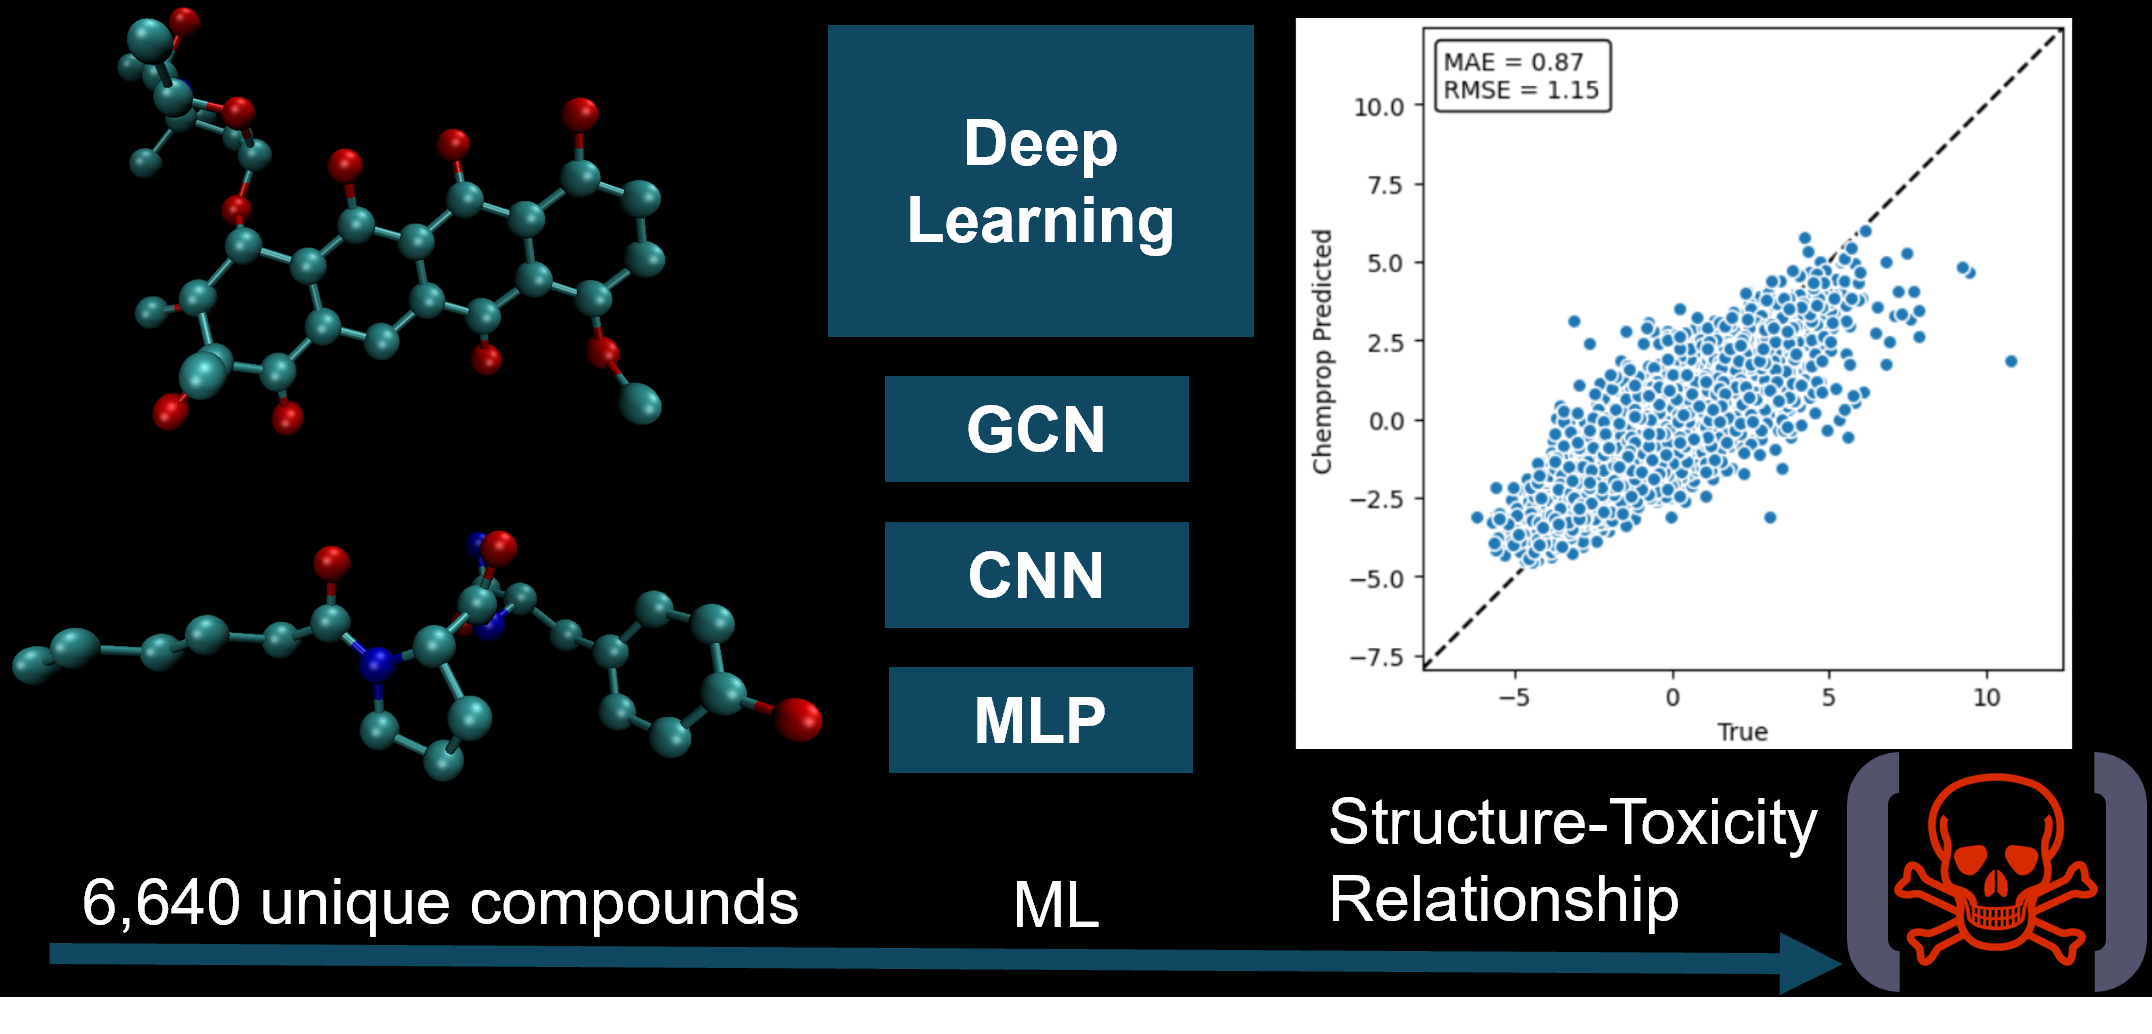 Deep
Learning
GCN
CNN
MLP
MAE = 0.87
RMSE = 1.15
Chemprop Predicted
10.0
7.5
5.0
2.5
0.0
−2.5
−5.0
−7.5
−5
0
5
10
True
6,640 unique compounds
ML
Structure-Toxicity
Relationship